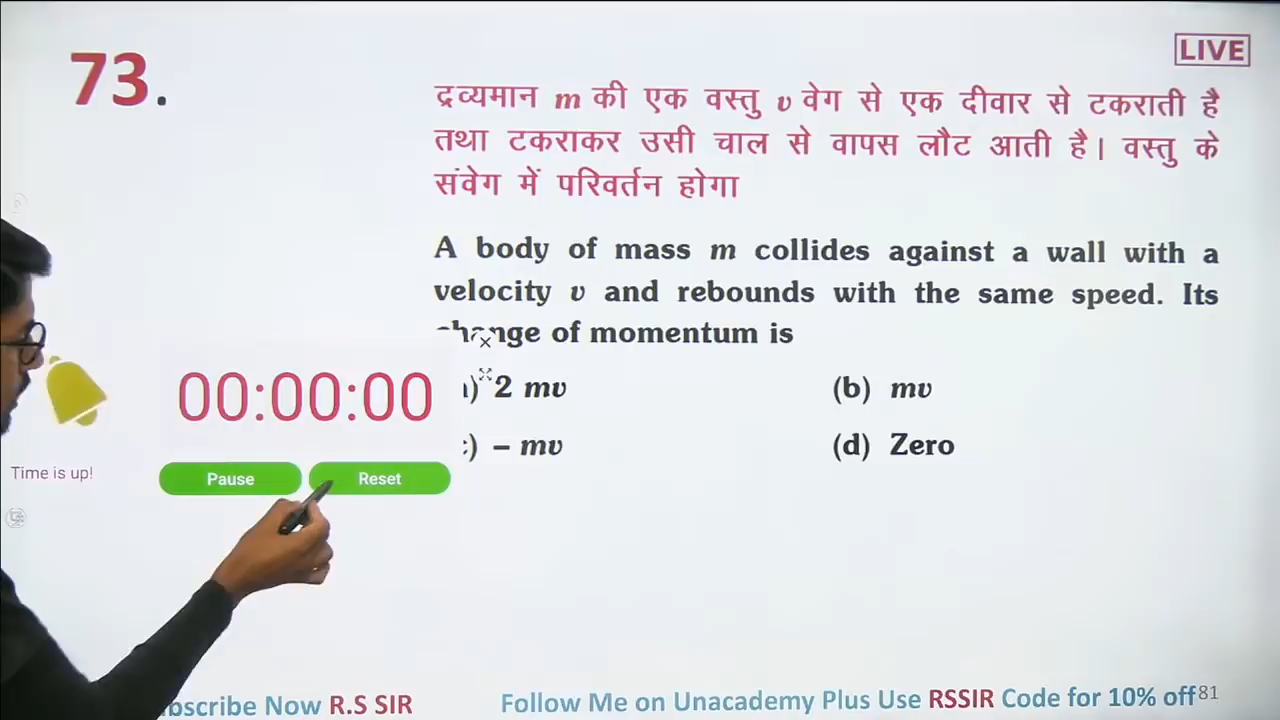 73.
LIVE
द्रव्यमान m की एक वस्तु v वेग से एक दीवार से टकराती है
तथा टकराकर उसी चाल से वापस लौट आती है। वस्तु के
संवेग में परिवर्तन होगा
A body of mass m collides against a wall with a
velocity v and rebounds with the same speed. Its
change of momentum is
2 mv
(b) mv
– mv
(d) Zero
00:00:00
Time is up!
Pause
Reset
bscribe Now R.S SIR
Follow Me on Unacademy Plus Use RSSIR Code for 10% off
81